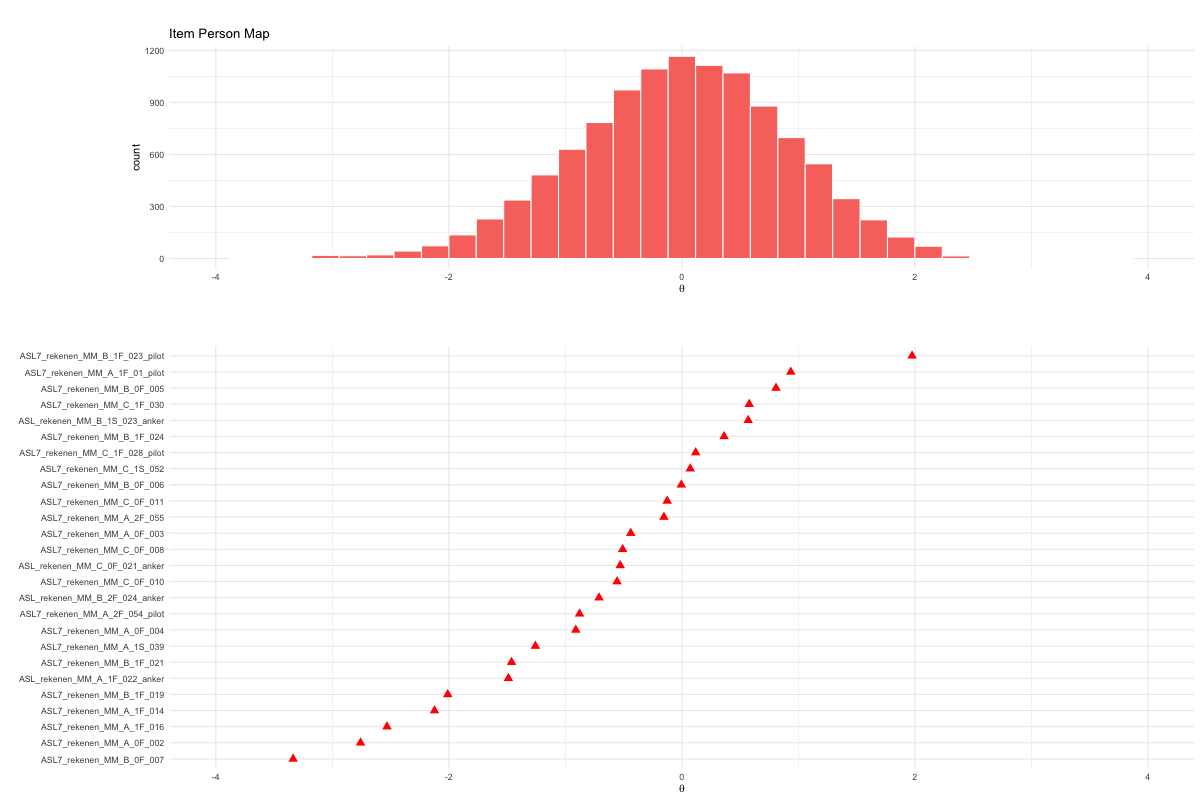 Item Person Map
1200
900
600
300
0
count
-4 -2 0 2 4
θ
ASL7_rekenen_MM_B_1F_023_pilot
ASL7_rekenen_MM_A_1F_01_pilot
ASL7_rekenen_MM_B_0F_005
ASL7_rekenen_MM_C_1F_030
ASL_rekenen_MM_B_1S_023_anker
ASL7_rekenen_MM_B_1F_024
ASL7_rekenen_MM_C_1F_028_pilot
ASL7_rekenen_MM_C_1S_052
ASL7_rekenen_MM_B_0F_006
ASL7_rekenen_MM_C_0F_011
ASL7_rekenen_MM_A_2F_055
ASL7_rekenen_MM_A_0F_003
ASL7_rekenen_MM_C_0F_008
ASL_rekenen_MM_C_0F_021_anker
ASL7_rekenen_MM_C_0F_010
ASL_rekenen_MM_B_2F_024_anker
ASL7_rekenen_MM_A_2F_054_pilot
ASL7_rekenen_MM_A_0F_004
ASL7_rekenen_MM_A_1S_039
ASL7_rekenen_MM_B_1F_021
ASL_rekenen_MM_A_1F_022_anker
ASL7_rekenen_MM_B_1F_019
ASL7_rekenen_MM_A_1F_014
ASL7_rekenen_MM_A_1F_016
ASL7_rekenen_MM_A_0F_002
ASL7_rekenen_MM_B_0F_007
-4 -2 0 2 4
θ